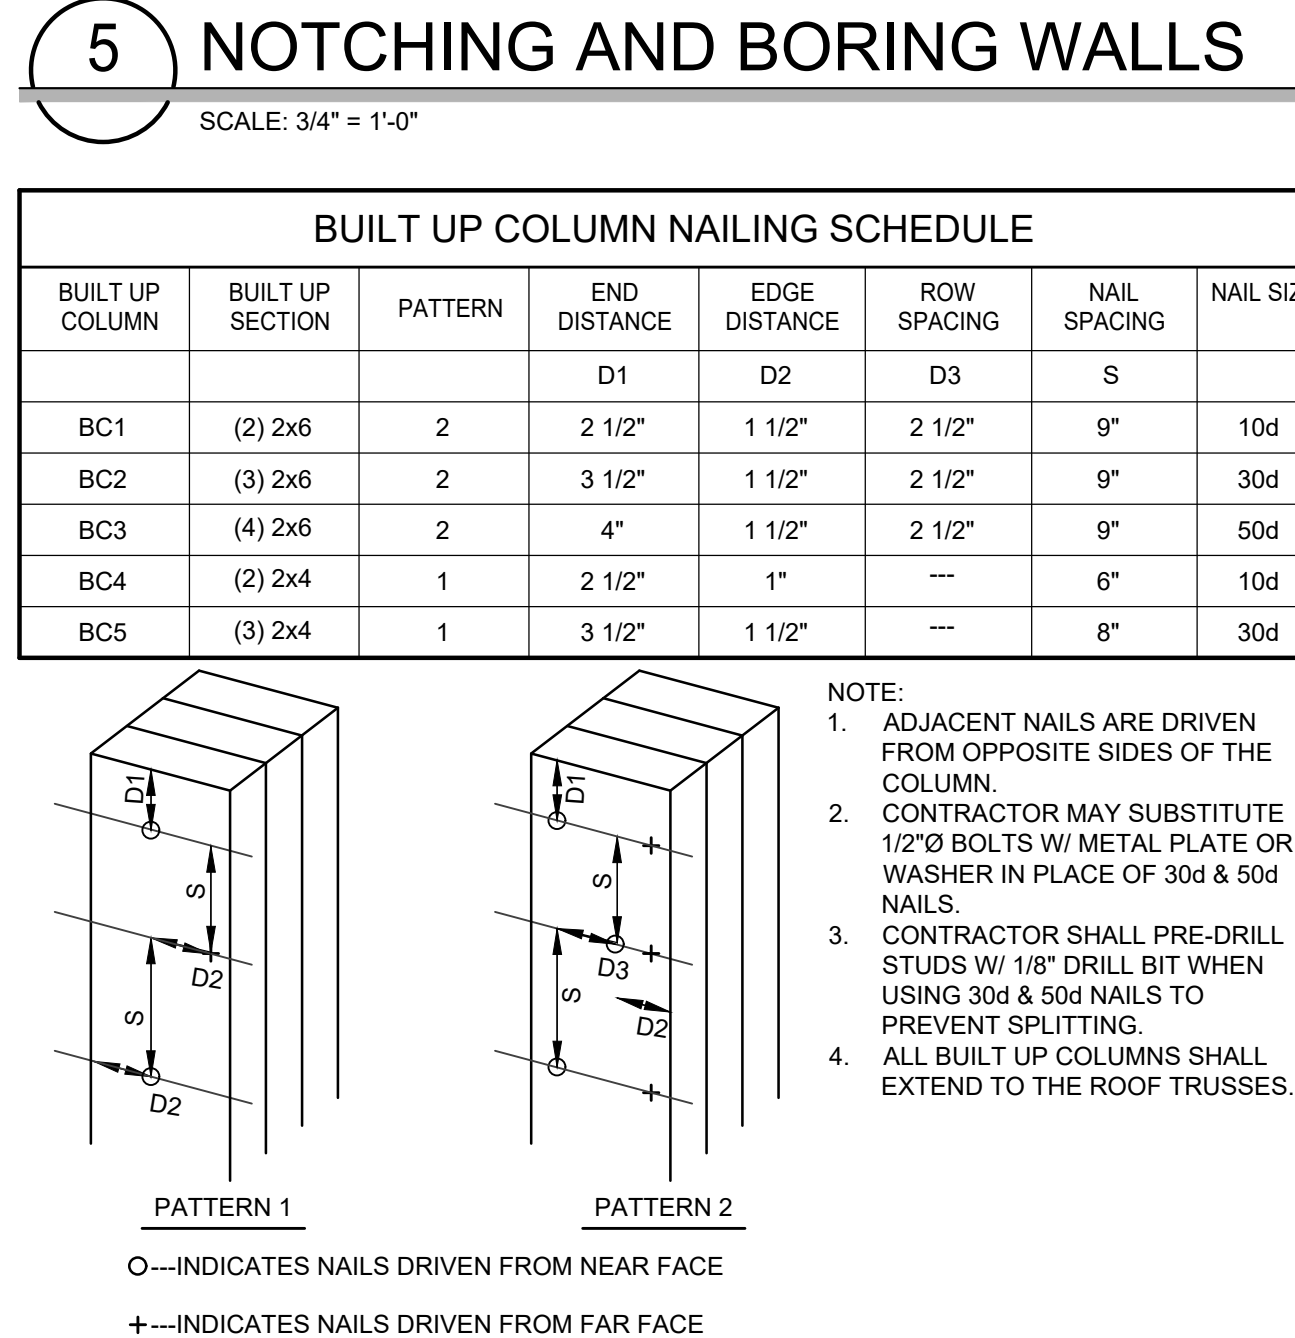 5
NOTCHING AND BORING WALLS
SCALE: 3/4" = 1'-0"
BUILT UP COLUMN NAILING SCHEDULE
BUILT UP COLUMN BUILT UP SECTION PATTERN END DISTANCE EDGE DISTANCE ROW SPACING NAIL SPACING NAIL
D1 D2 D3 S
BC1 (2) 2x6 2 2 1/2" 1 1/2" 2 1/2" 9" 10d
BC2 (3) 2x6 2 3 1/2" 1 1/2" 2 1/2" 9" 30d
BC3 (4) 2x6 2 4" 1 1/2" 2 1/2" 9" 50d
BC4 (2) 2x4 1 2 1/2" 1" --- 6" 10d
BC5 (3) 2x4 1 3 1/2" 1 1/2" --- 8" 30d
D1
S
D2
S
D2
PATTERN 1
D1
S
D3
S
D2
PATTERN 2
NOTE:
1. ADJACENT NAILS ARE DRIVEN
FROM OPPOSITE SIDES OF THE
COLUMN.
2. CONTRACTOR MAY SUBSTITUTE
1/2"Ø BOLTS W/ METAL PLATE OR
WASHER IN PLACE OF 30d & 50d
NAILS.
3. CONTRACTOR SHALL PRE-DRILL
STUDS W/ 1/8" DRILL BIT WHEN
USING 30d & 50d NAILS TO
PREVENT SPLITTING.
4. ALL BUILT UP COLUMNS SHALL
EXTEND TO THE ROOF TRUSSES.
---INDICATES NAILS DRIVEN FROM NEAR FACE
+---INDICATES NAILS DRIVEN FROM FAR FACE